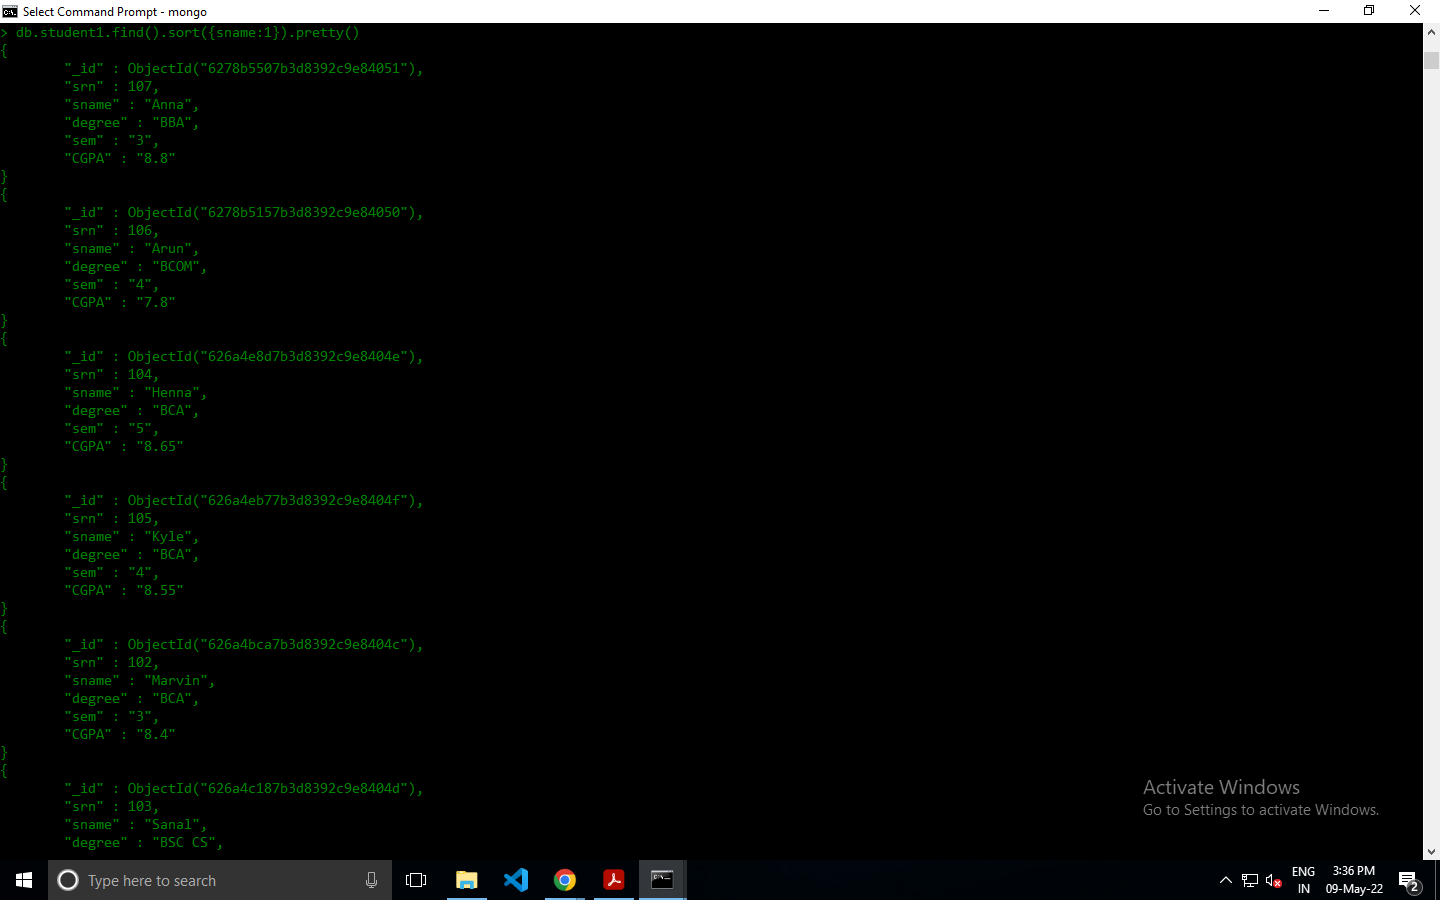 Select Command Prompt - mongo
> db.student1.find().sort({sname:1}).pretty()
{
"_id" : ObjectId("6278b5507b3d8392c9e84051"),
"srn" : 107,
"sname" : "Anna",
"degree" : "BBA",
"sem" : "3",
"CGPA" : "8.8"
}
{
"_id" : ObjectId("6278b5157b3d8392c9e84050"),
"srn" : 106,
"sname" : "Arun",
"degree" : "BCOM",
"sem" : "4",
"CGPA" : "7.8"
}
{
"_id" : ObjectId("626a4e8d7b3d8392c9e8404e"),
"srn" : 104,
"sname" : "Henna",
"degree" : "BCA",
"sem" : "5",
"CGPA" : "8.65"
}
{
"_id" : ObjectId("626a4eb77b3d8392c9e8404f"),
"srn" : 105,
"sname" : "Kyle",
"degree" : "BCA",
"sem" : "4",
"CGPA" : "8.55"
}
{
"_id" : ObjectId("626a4bca7b3d8392c9e8404c"),
"srn" : 102,
"sname" : "Marvin",
"degree" : "BCA",
"sem" : "3",
"CGPA" : "8.4"
}
{
"_id" : ObjectId("626a4c187b3d8392c9e8404d"),
"srn" : 103,
"sname" : "Sanal",
"degree" : "BSC CS",
Activate Windows
Go to Settings to activate Windows.
Type here to search
ENG
IN
3:36 PM
09-May-22
2